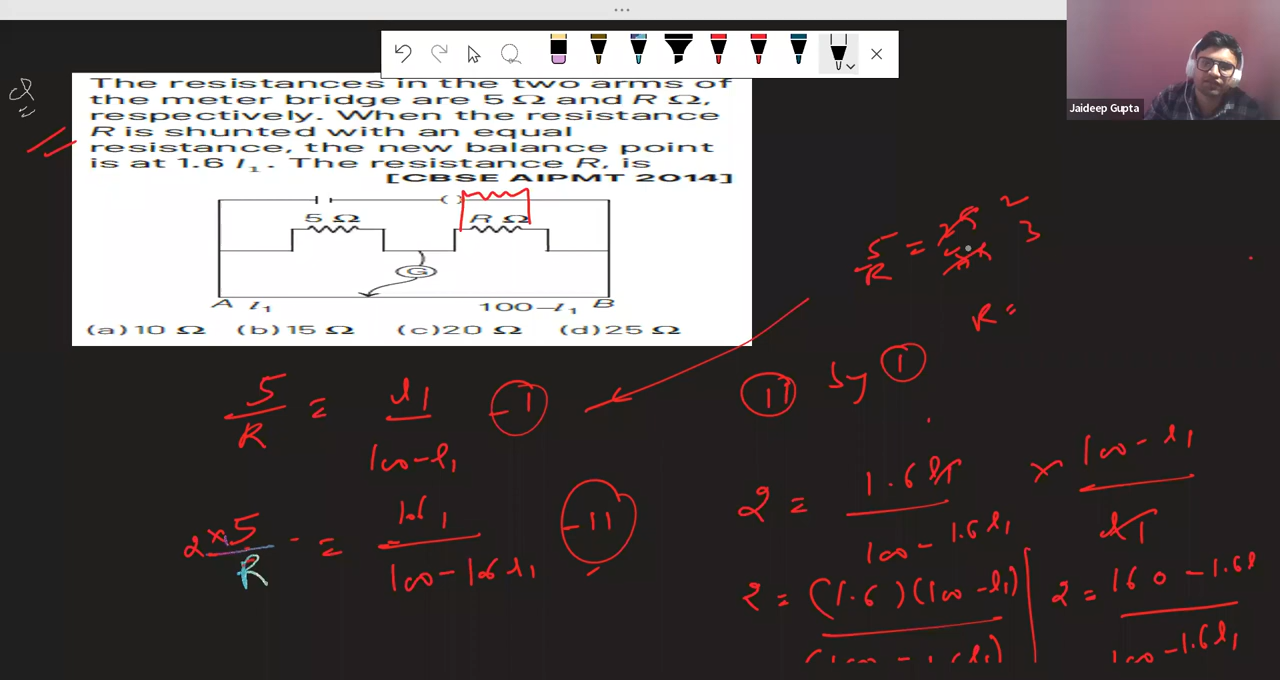 Jaideep Gupta
The resistances in the two arms of
the meter bridge are 5 Ω and R Ω,
respectively. When the resistance
R is shunted with an equal
resistance, the new balance point
is at 1.6 l₁. The resistance R, is
[CBSE AIPMT 2014]
5 Ω
R Ω
G
A l₁
100–l₁ B
(a) 10 Ω (b) 15 Ω (c) 20 Ω (d) 25 Ω
5/R =
2
3
R =
5/R = l1/(100-l₁) - I
2×5/R = 1.6 1/(100-1.6 l₁) - II
II by I
2 = 1.6 l1/(100-1.6 l₁) × (100-l₁)/l1
2 = (1.6)(100-l₁)/(100-1.6 l₁)
2 = (160-1.6 l)/(100-1.6 l₁)